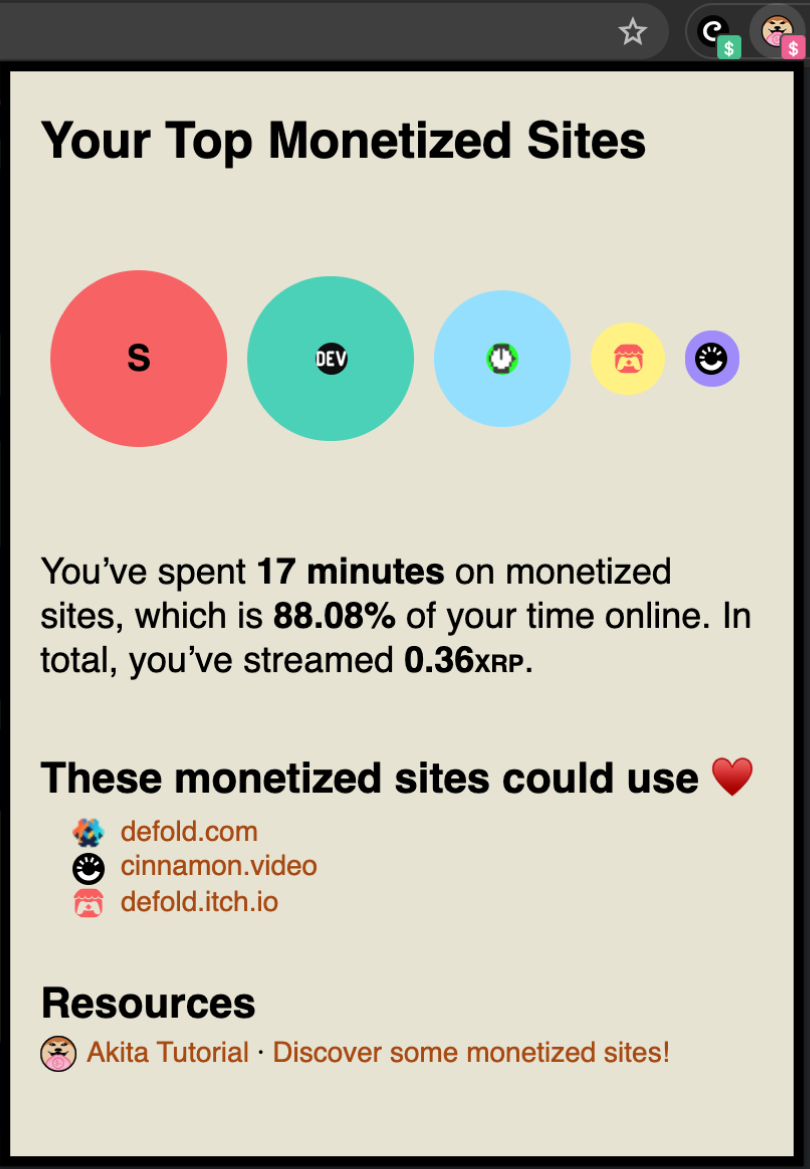 $ $
Your Top Monetized Sites
S DEV
You’ve spent 17 minutes on monetized
sites, which is 88.08% of your time online. In
total, you’ve streamed 0.36XRP.
These monetized sites could use ♥
defold.com
cinnamon.video
defold.itch.io
Resources
Akita Tutorial · Discover some monetized sites!